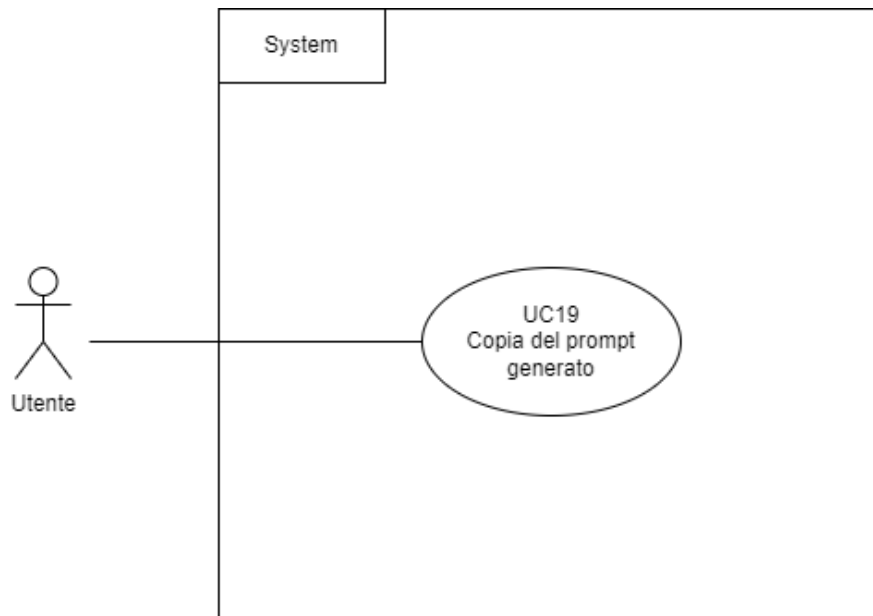 System
UC19
Copia del prompt
generato
Utente